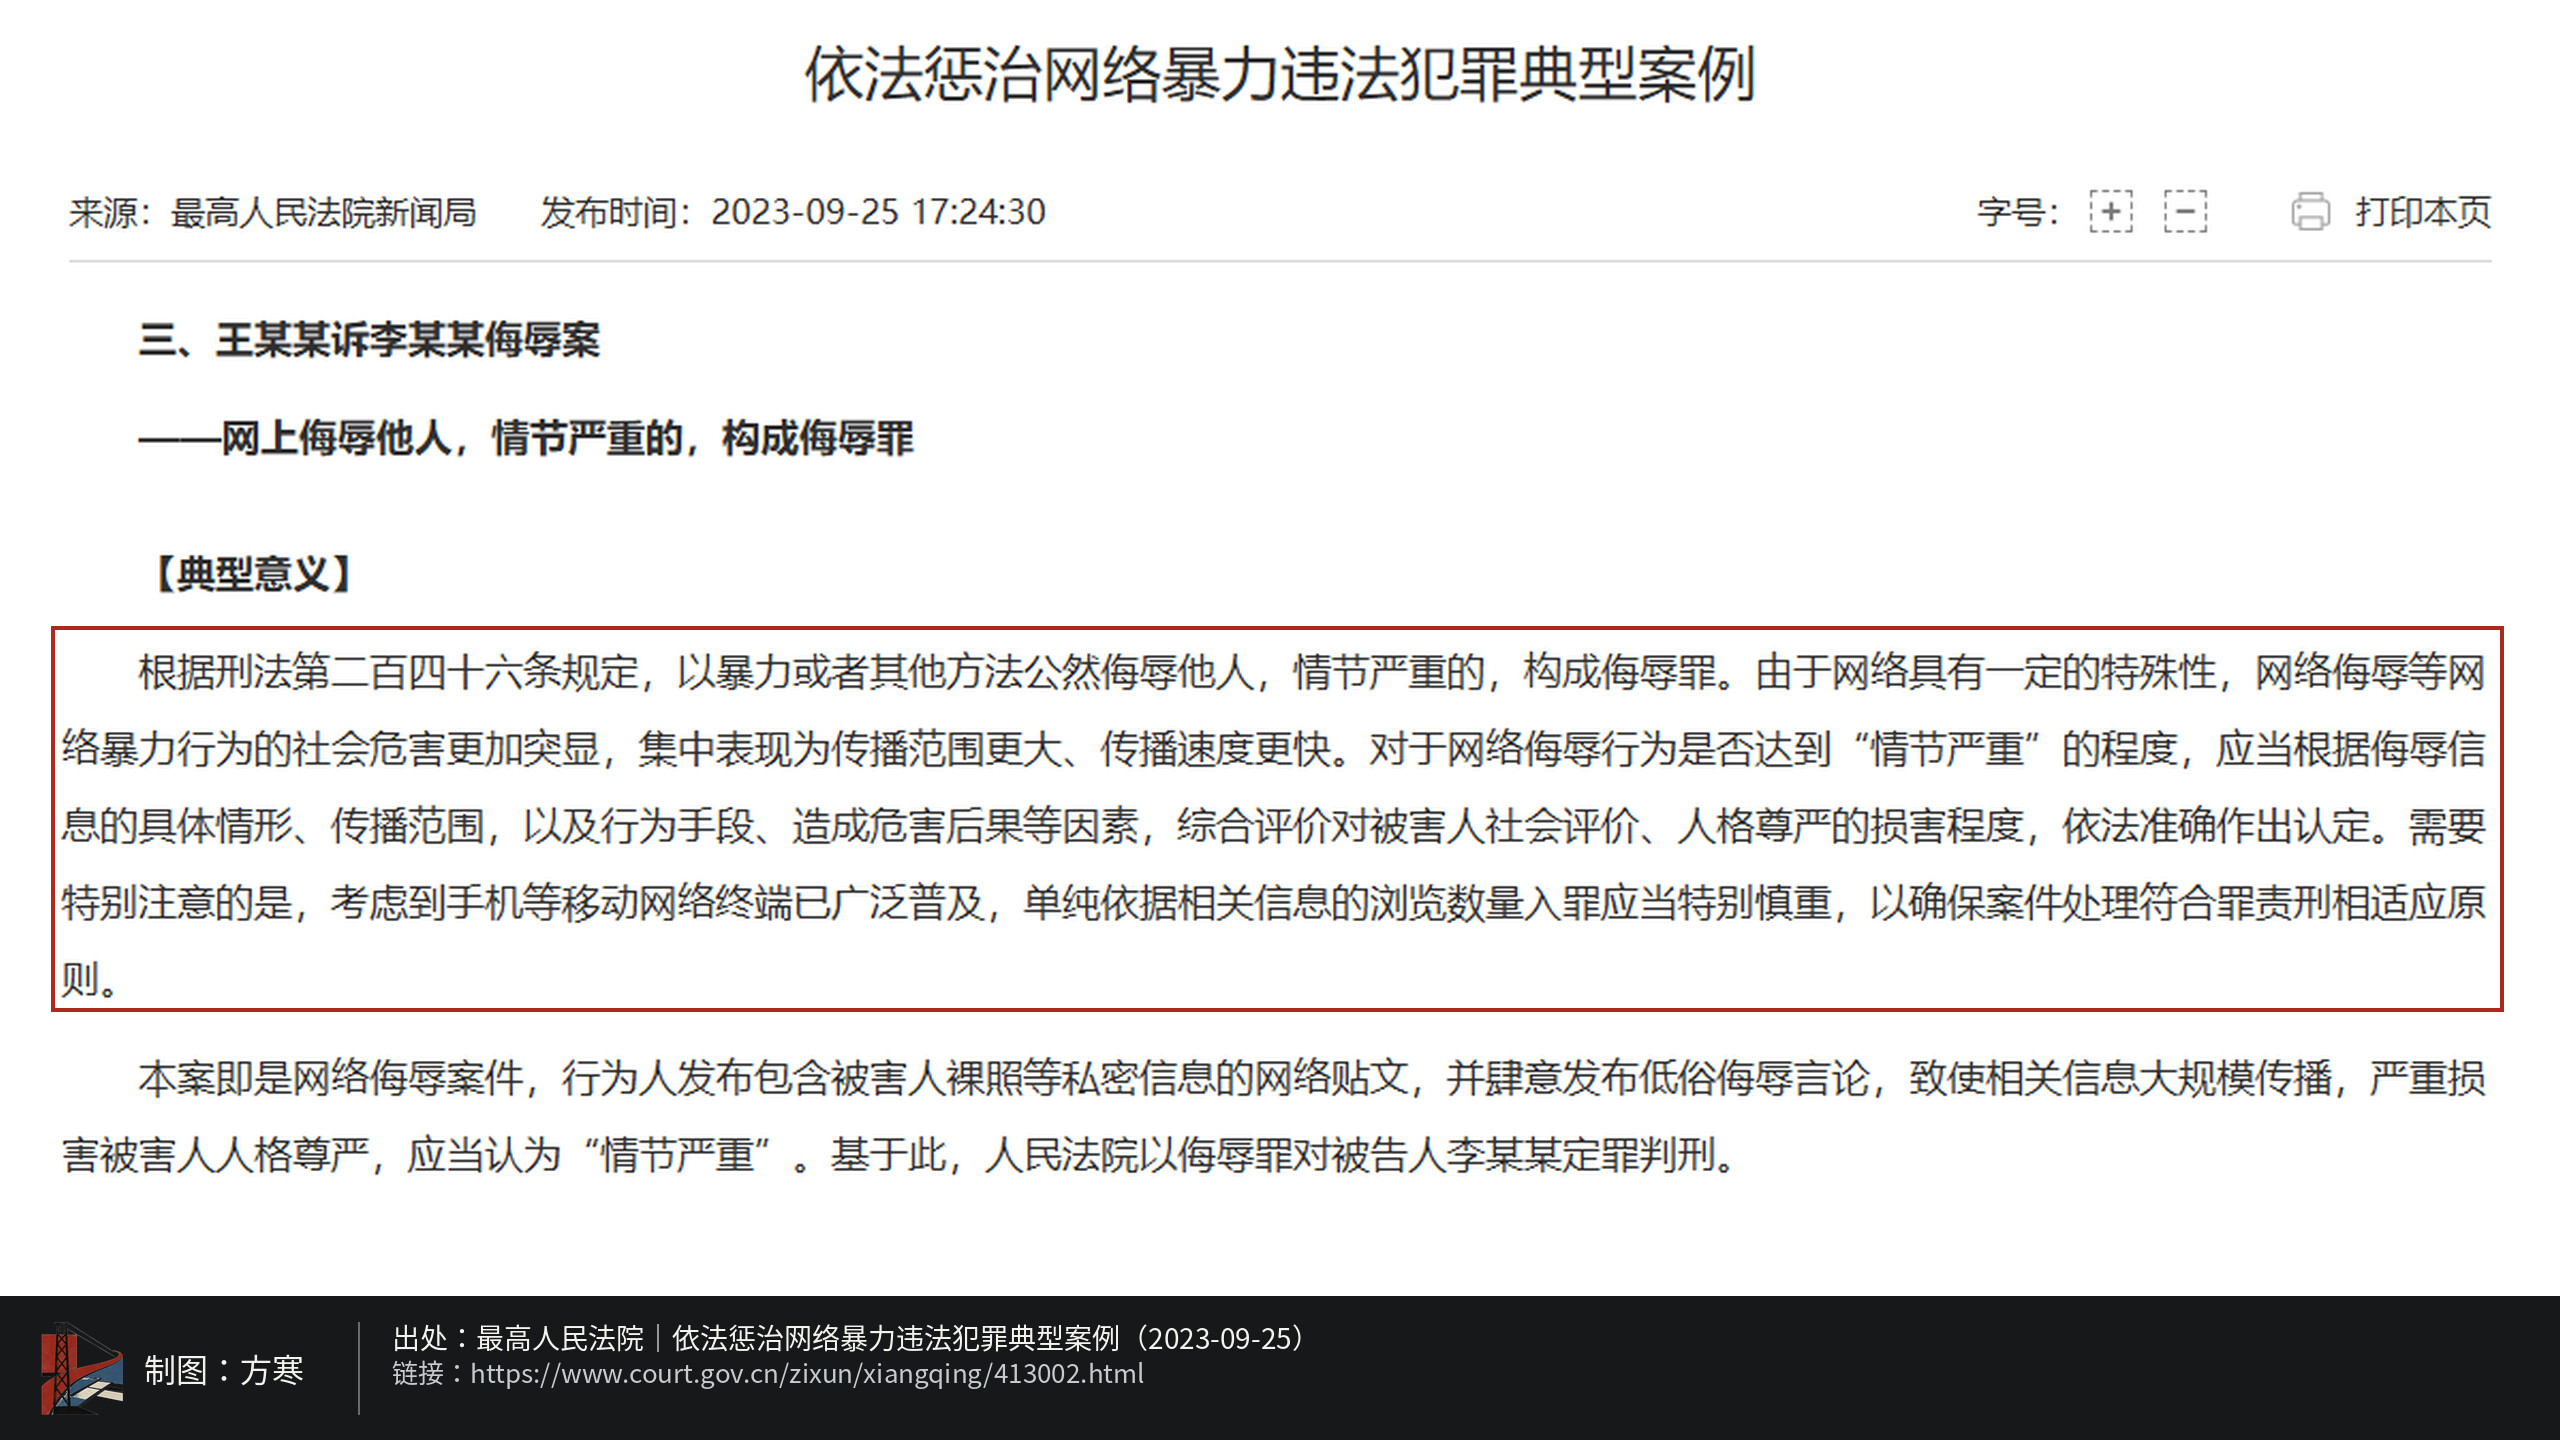 依法惩治网络暴力违法犯罪典型案例
来源：最高人民法院新闻局 发布时间：2023-09-25 17:24:30 字号： + − 打印本页
三、王某某诉李某某侮辱案
——网上侮辱他人，情节严重的，构成侮辱罪
【典型意义】
根据刑法第二百四十六条规定，以暴力或者其他方法公然侮辱他人，情节严重的，构成侮辱罪。由于网络具有一定的特殊性，网络侮辱等网
络暴力行为的社会危害更加突显，集中表现为传播范围更大、传播速度更快。对于网络侮辱行为是否达到“情节严重”的程度，应当根据侮辱信
息的具体情形、传播范围，以及行为手段、造成危害后果等因素，综合评价对被害人社会评价、人格尊严的损害程度，依法准确作出认定。需要
特别注意的是，考虑到手机等移动网络终端已广泛普及，单纯依据相关信息的浏览数量入罪应当特别慎重，以确保案件处理符合罪责刑相适应原
则。
本案即是网络侮辱案件，行为人发布包含被害人裸照等私密信息的网络贴文，并肆意发布低俗侮辱言论，致使相关信息大规模传播，严重损
害被害人人格尊严，应当认为“情节严重”。基于此，人民法院以侮辱罪对被告人李某某定罪判刑。
制图：方寒
出处：最高人民法院｜依法惩治网络暴力违法犯罪典型案例（2023-09-25）
链接：https://www.court.gov.cn/zixun/xiangqing/413002.html